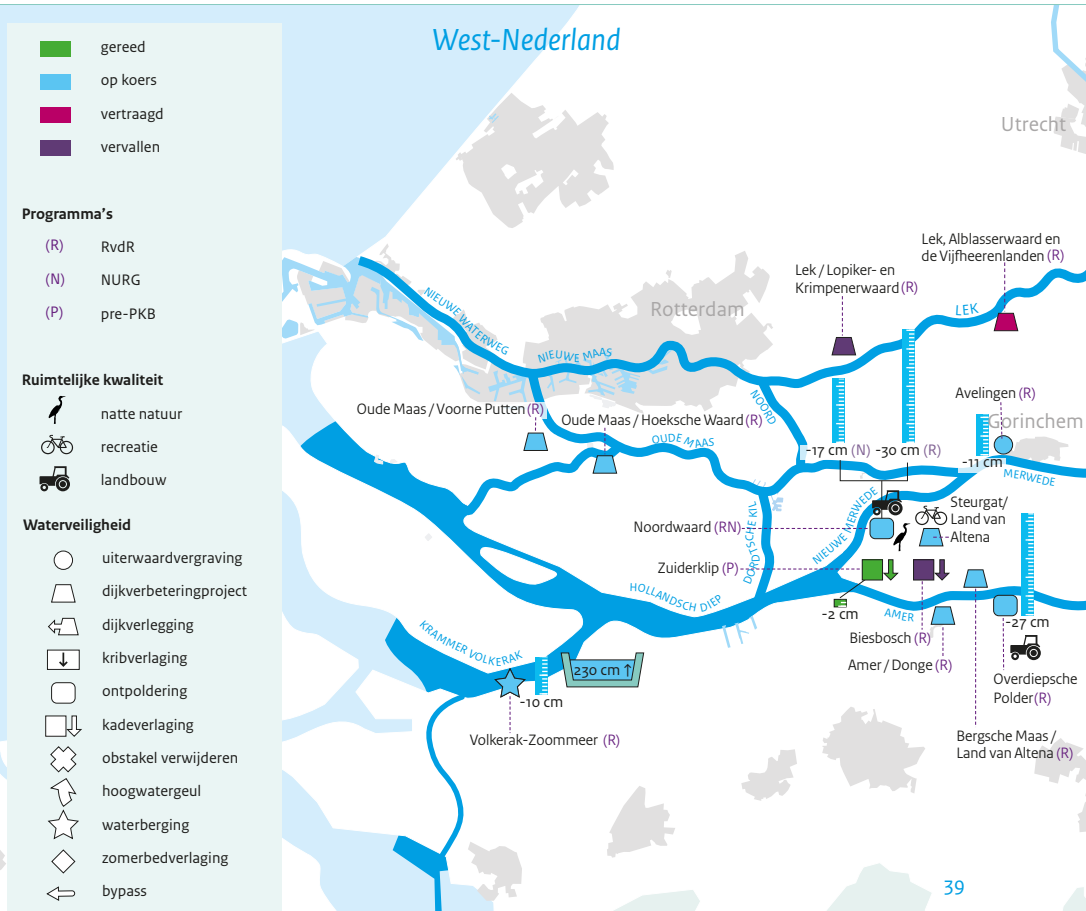 West-Nederland
gereed
op koers
vertraagd
vervallen
Programma's
(R) RvdR
(N) NURG
(P) pre-PKB
Ruimtelijke kwaliteit
natte natuur
recreatie
landbouw
Waterveiligheid
uiterwaardvergraving
dijkverbeteringproject
dijkverlegging
kribverlaging
ontpoldering
kadeverlaging
obstakel verwijderen
hoogwatergeul
waterberging
zomerbedverlaging
bypass
Utrecht
Lek, Alblasserwaard en
de Vijfheerenlanden (R)
Lek / Lopiker- en
Krimpenerwaard (R)
NIEUWE WATERWEG
Rotterdam
LEK
NIEUWE MAAS
NOORD
Avelingen (R)
Oude Maas / Voorne Putten (R)
Oude Maas / Hoeksche Waard (R)
Gorinchem
OUDE MAAS
-17 cm (N)
-30 cm (R)
-11 cm
MERWEDE
Steurgat/
Land van
Altena
Noordwaard (RN)
DORDTSCHE KIL
NIEUWE MERWEDE
Zuiderklip (P)
HOLLANDSCH DIEP
-2 cm
AMER
-27 cm
Biesbosch (R)
Amer / Donge (R)
KRAMMER VOLKERAK
230 cm ↑
-10 cm
Overdiepsche
Polder(R)
Volkerak-Zoommeer (R)
Bergsche Maas /
Land van Altena (R)
39